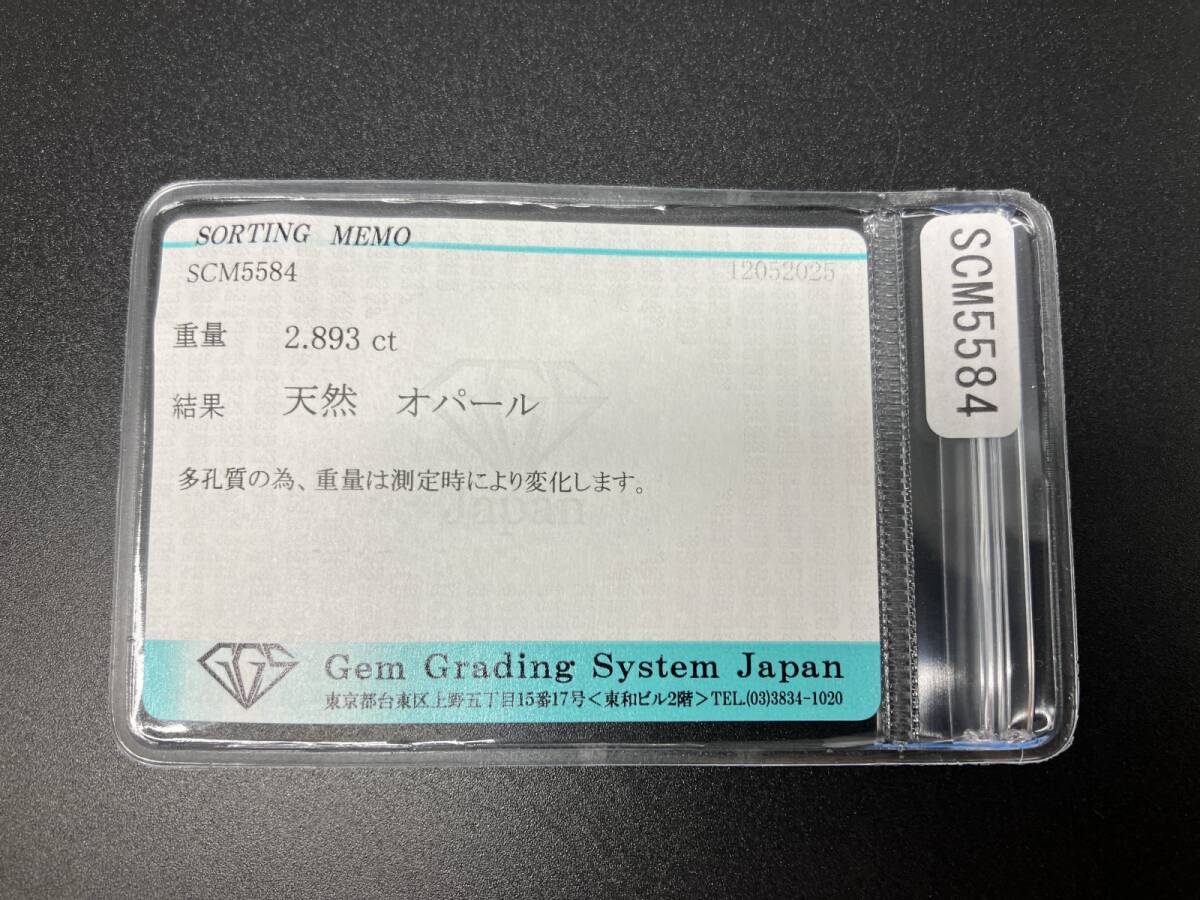 SORTING MEMO
SCM5584 12052025
重量 2.893 ct
結果 天然 オパール
多孔質の為、重量は測定時により変化します。
Japan
GGS Gem Grading System Japan
東京都台東区上野五丁目15番17号<東和ビル2階>TEL.(03)3834-1020
SCM5584